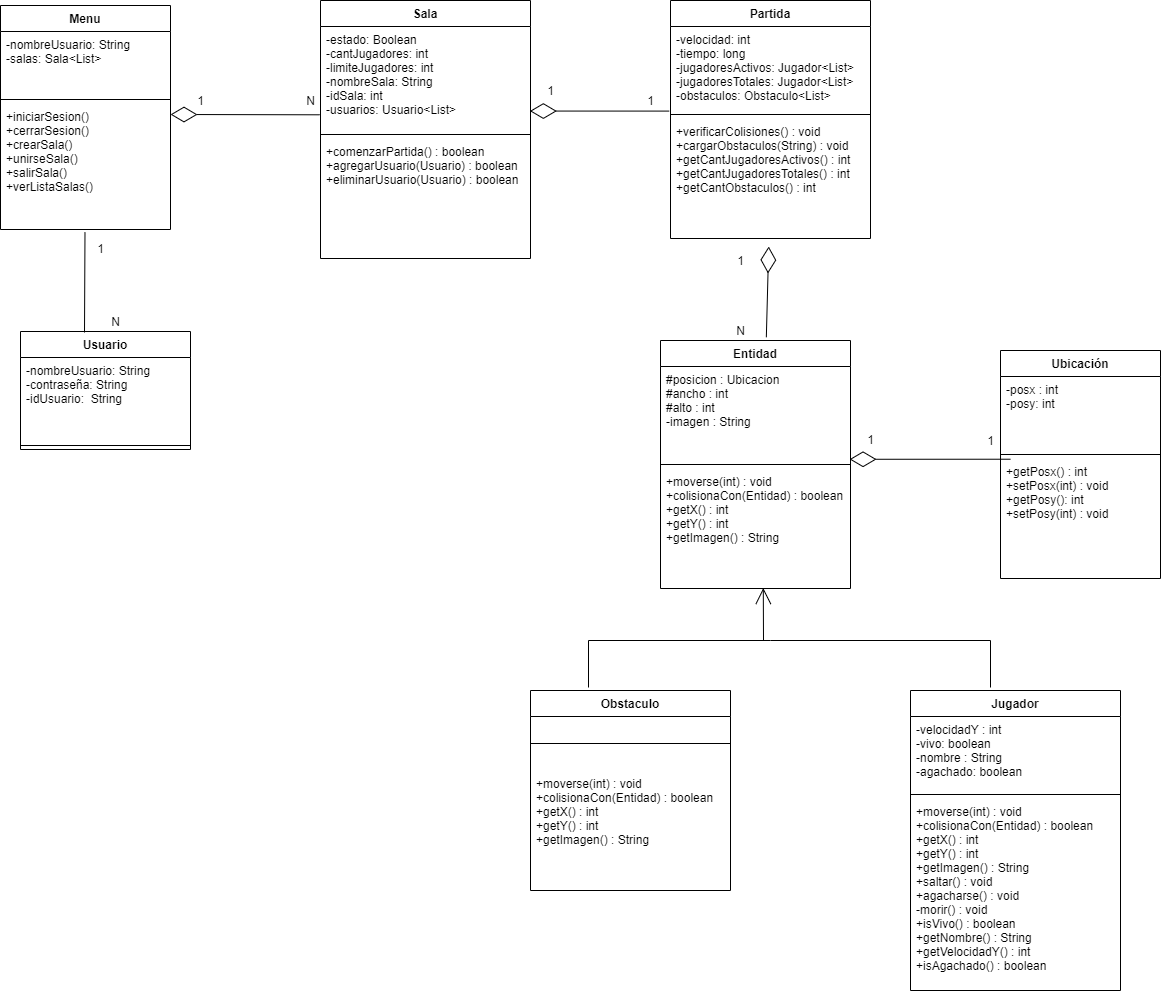 Menu
-nombreUsuario: String
-salas: Sala<List>
+iniciarSesion()
+cerrarSesion()
+crearSala()
+unirseSala()
+salirSala()
+verListaSalas()
1
N
Sala
-estado: Boolean
-cantJugadores: int
-limiteJugadores: int
-nombreSala: String
-idSala: int
-usuarios: Usuario<List>
+comenzarPartida() : boolean
+agregarUsuario(Usuario) : boolean
+eliminarUsuario(Usuario) : boolean
1
1
Partida
-velocidad: int
-tiempo: long
-jugadoresActivos: Jugador<List>
-jugadoresTotales: Jugador<List>
-obstaculos: Obstaculo<List>
+verificarColisiones() : void
+cargarObstaculos(String) : void
+getCantJugadoresActivos() : int
+getCantJugadoresTotales() : int
+getCantObstaculos() : int
1
N
Usuario
-nombreUsuario: String
-contraseña: String
-idUsuario:  String
1
N
Entidad
#posicion : Ubicacion
#ancho : int
#alto : int
-imagen : String
+moverse(int) : void
+colisionaCon(Entidad) : boolean
+getX() : int
+getY() : int
+getImagen() : String
1
1
Ubicación
-posx : int
-posy: int
+getPosx() : int
+setPosx(int) : void
+getPosy(): int
+setPosy(int) : void
Obstaculo
+moverse(int) : void
+colisionaCon(Entidad) : boolean
+getX() : int
+getY() : int
+getImagen() : String
Jugador
-velocidadY : int
-vivo: boolean
-nombre : String
-agachado: boolean
+moverse(int) : void
+colisionaCon(Entidad) : boolean
+getX() : int
+getY() : int
+getImagen() : String
+saltar() : void
+agacharse() : void
-morir() : void
+isVivo() : boolean
+getNombre() : String
+getVelocidadY() : int
+isAgachado() : boolean